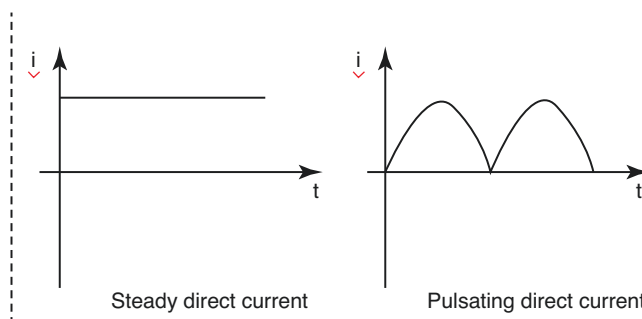 i
t
Steady direct current
i
t
Pulsating direct current